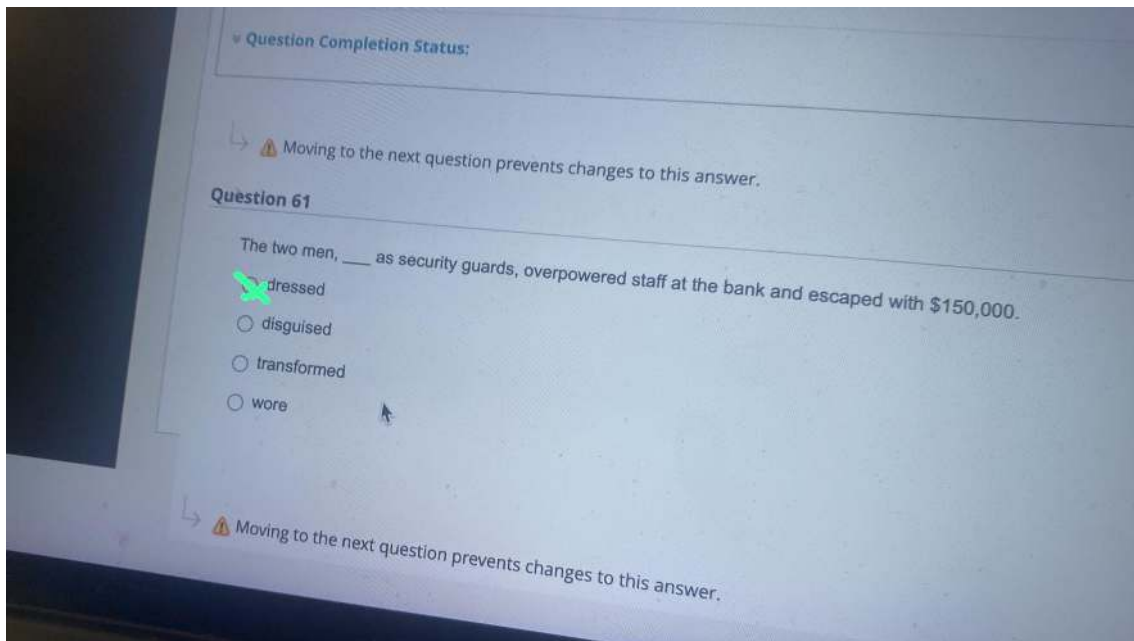 Question Completion Status:
Moving to the next question prevents changes to this answer.
Question 61
The two men, ___ as security guards, overpowered staff at the bank and escaped with $150,000.
dressed
disguised
transformed
wore
Moving to the next question prevents changes to this answer.